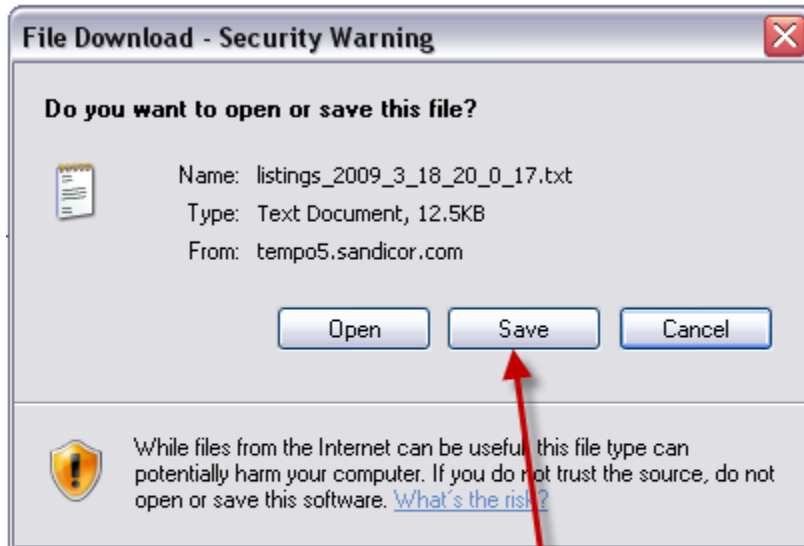 File Download - Security Warning
Do you want to open or save this file?
Name: listings_2009_3_18_20_0_17.txt
Type: Text Document, 12.5KB
From: tempo5.sandicor.com
Open Save Cancel
While files from the Internet can be useful, this file type can
potentially harm your computer. If you do not trust the source, do not
open or save this software. What's the risk?